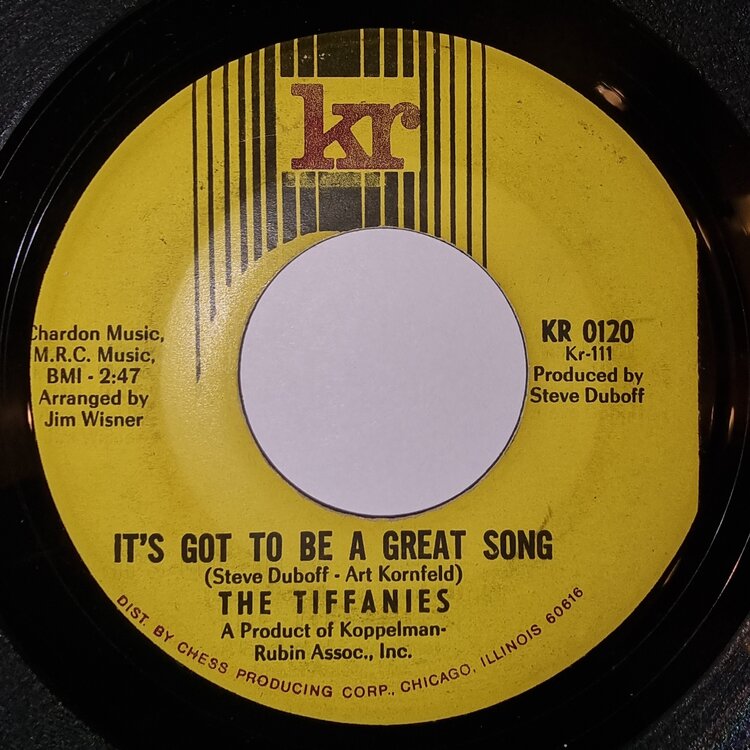 kr
Chardon Music,
M.R.C. Music,
BMI - 2:47
Arranged by
Jim Wisner
KR 0120
Kr-111
Produced by
Steve Duboff
IT'S GOT TO BE A GREAT SONG
(Steve Duboff - Art Kornfeld)
THE TIFFANIES
A Product of Koppelman-
Rubin Assoc., Inc.
DIST. BY CHESS PRODUCING CORP., CHICAGO, ILLINOIS 60616